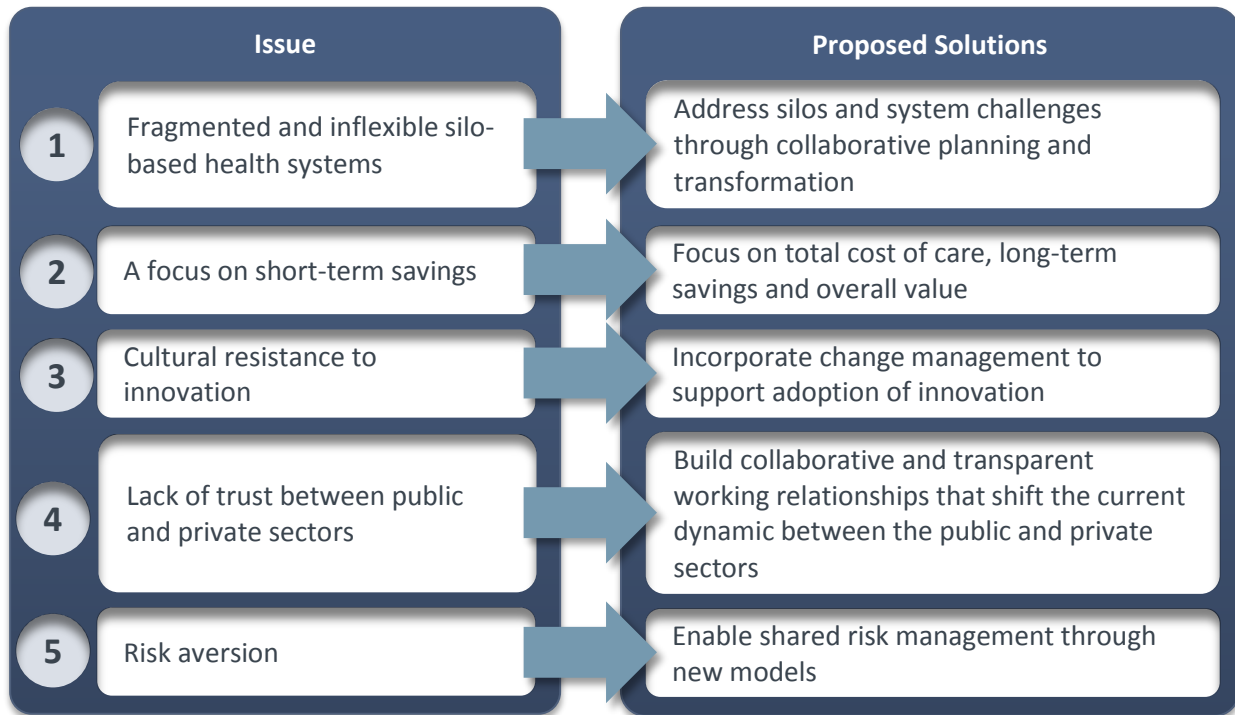 Issue
Proposed Solutions
1
Fragmented and inflexible silo-
based health systems
Address silos and system challenges
through collaborative planning and
transformation
2
A focus on short-term savings
Focus on total cost of care, long-term
savings and overall value
3
Cultural resistance to
innovation
Incorporate change management to
support adoption of innovation
4
Lack of trust between public
and private sectors
Build collaborative and transparent
working relationships that shift the current
dynamic between the public and private
sectors
5
Risk aversion
Enable shared risk management through
new models